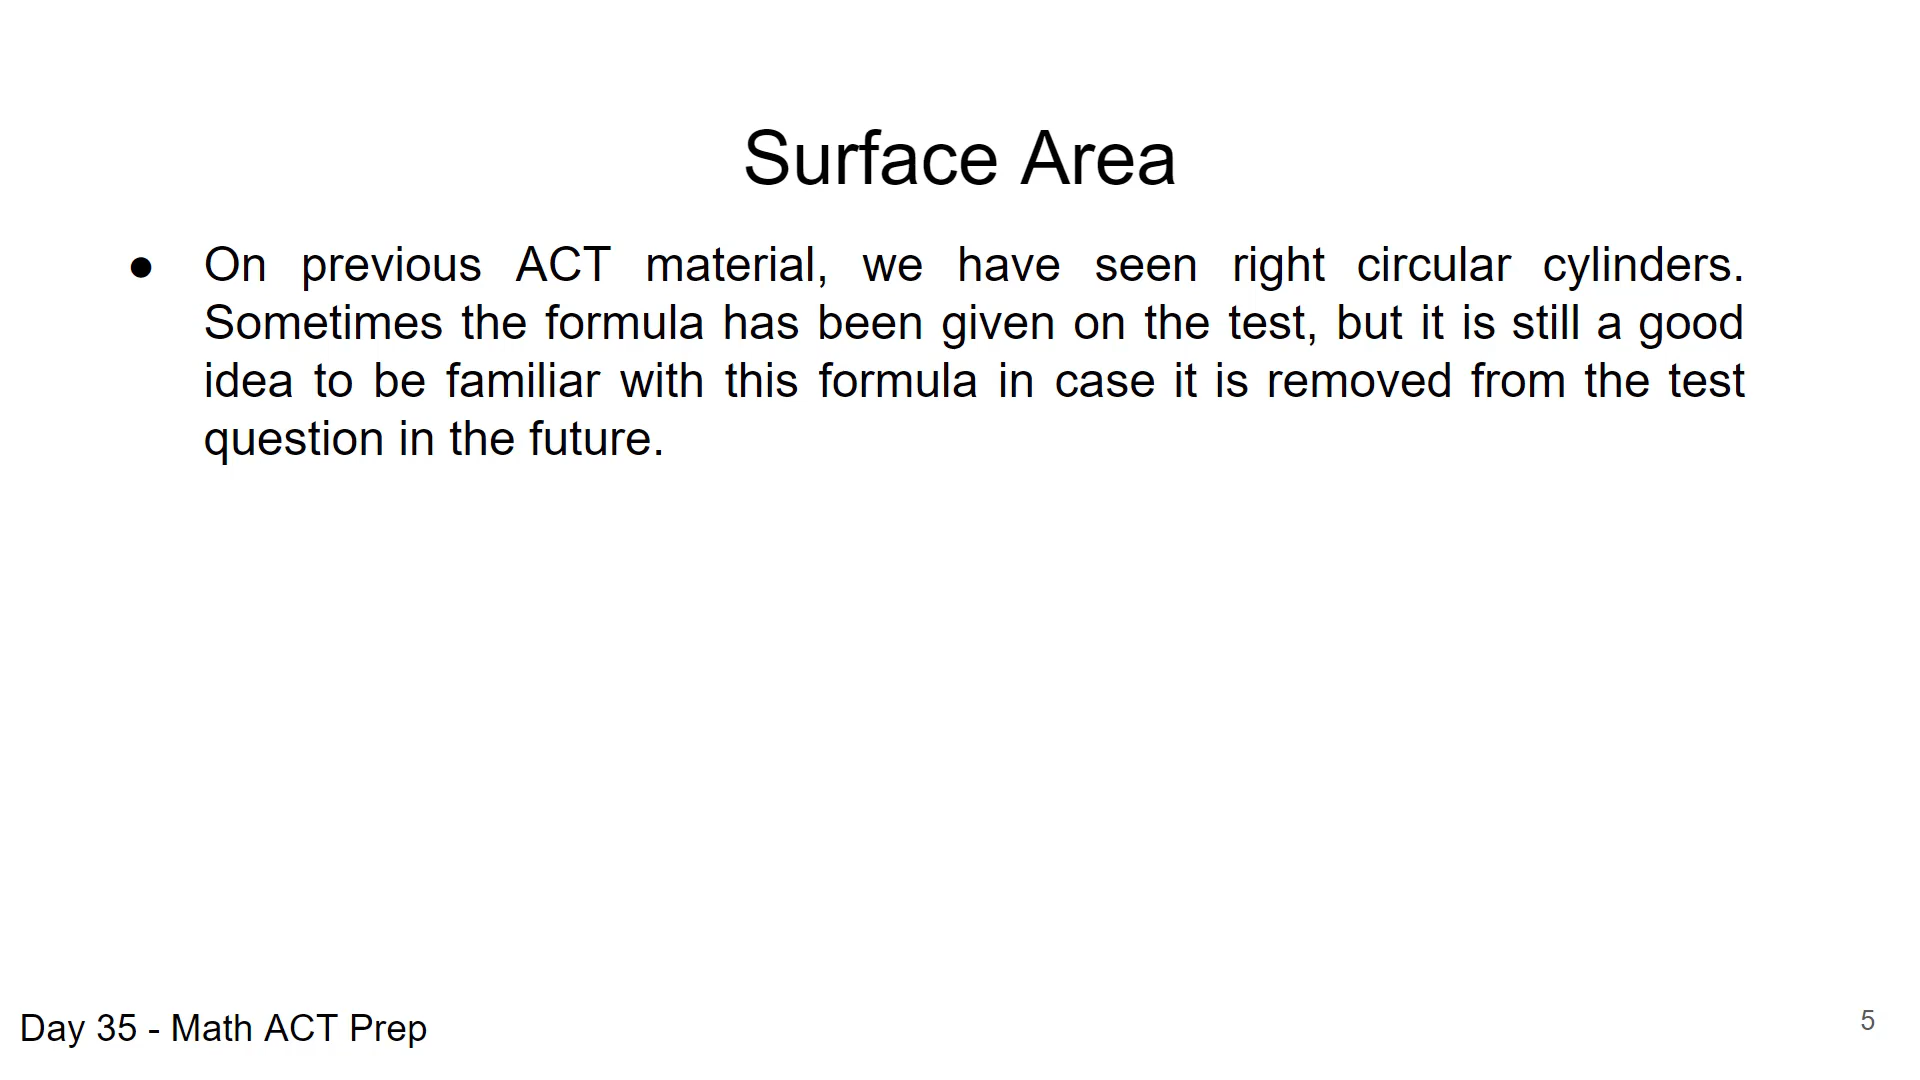 Surface Area
● On previous ACT material, we have seen right circular cylinders.
Sometimes the formula has been given on the test, but it is still a good
idea to be familiar with this formula in case it is removed from the test
question in the future.
Day 35 - Math ACT Prep
5